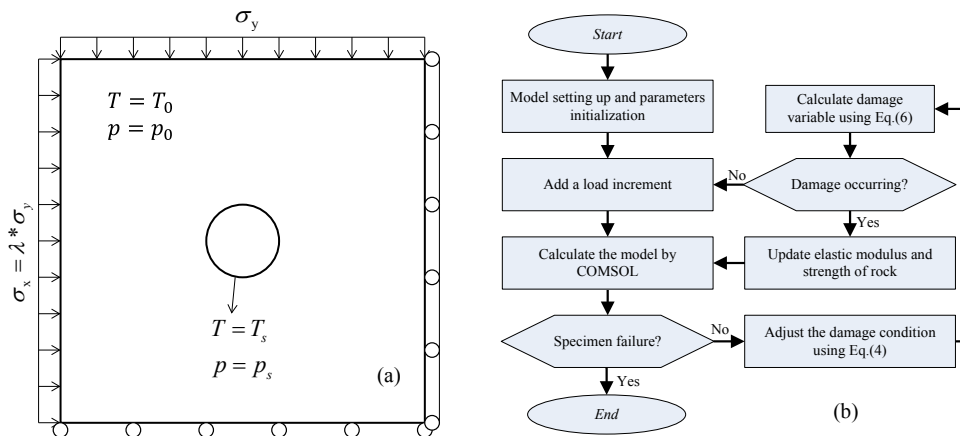 σy
T = T0
p = p0
σx = λ*σy
T = Ts
p = ps
(a)
Start
Model setting up and parameters
initialization
Add a load increment
Calculate the model by
COMSOL
Specimen failure?
Yes
End
No
Adjust the damage condition
using Eq.(4)
Calculate damage
variable using Eq.(6)
Damage occurring?
No
Yes
Update elastic modulus and
strength of rock
(b)